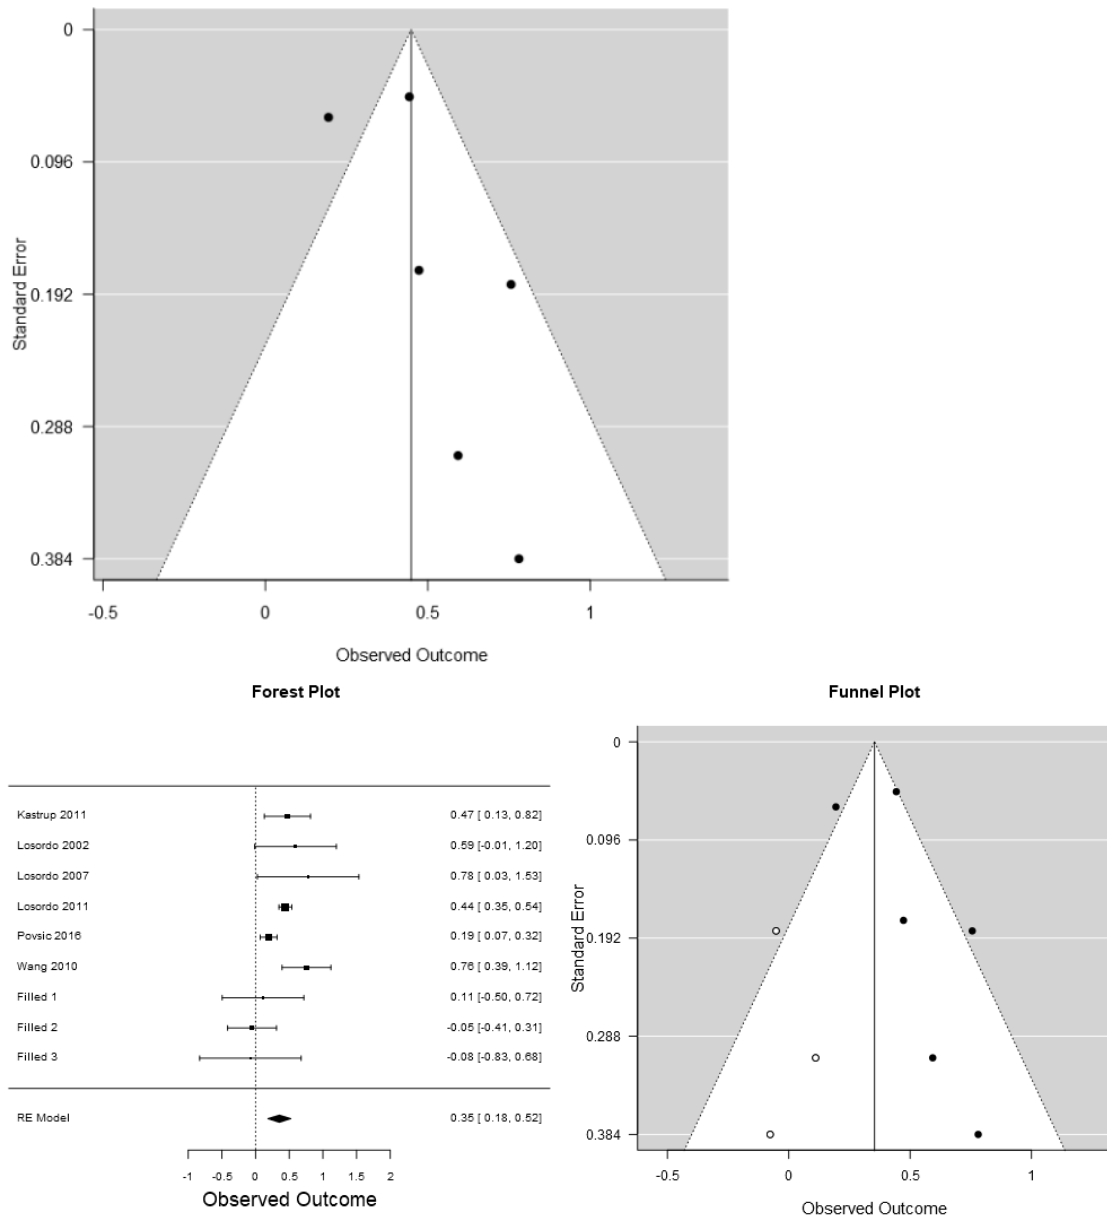 0
0.096
0.192
0.288
0.384
Standard Error
-0.5
0
0.5
1
Observed Outcome
Forest Plot
Kastrup 2011 0.47 [ 0.13, 0.82]
Losordo 2002 0.59 [-0.01, 1.20]
Losordo 2007 0.78 [ 0.03, 1.53]
Losordo 2011 0.44 [ 0.35, 0.54]
Povsic 2016 0.19 [ 0.07, 0.32]
Wang 2010 0.76 [ 0.39, 1.12]
Filled 1 0.11 [-0.50, 0.72]
Filled 2 -0.05 [-0.41, 0.31]
Filled 3 -0.08 [-0.83, 0.68]
RE Model 0.35 [ 0.18, 0.52]
-1 -0.5 0 0.5 1 1.5 2
Observed Outcome
Funnel Plot
0
0.096
0.192
0.288
0.384
Standard Error
-0.5 0 0.5 1
Observed Outcome